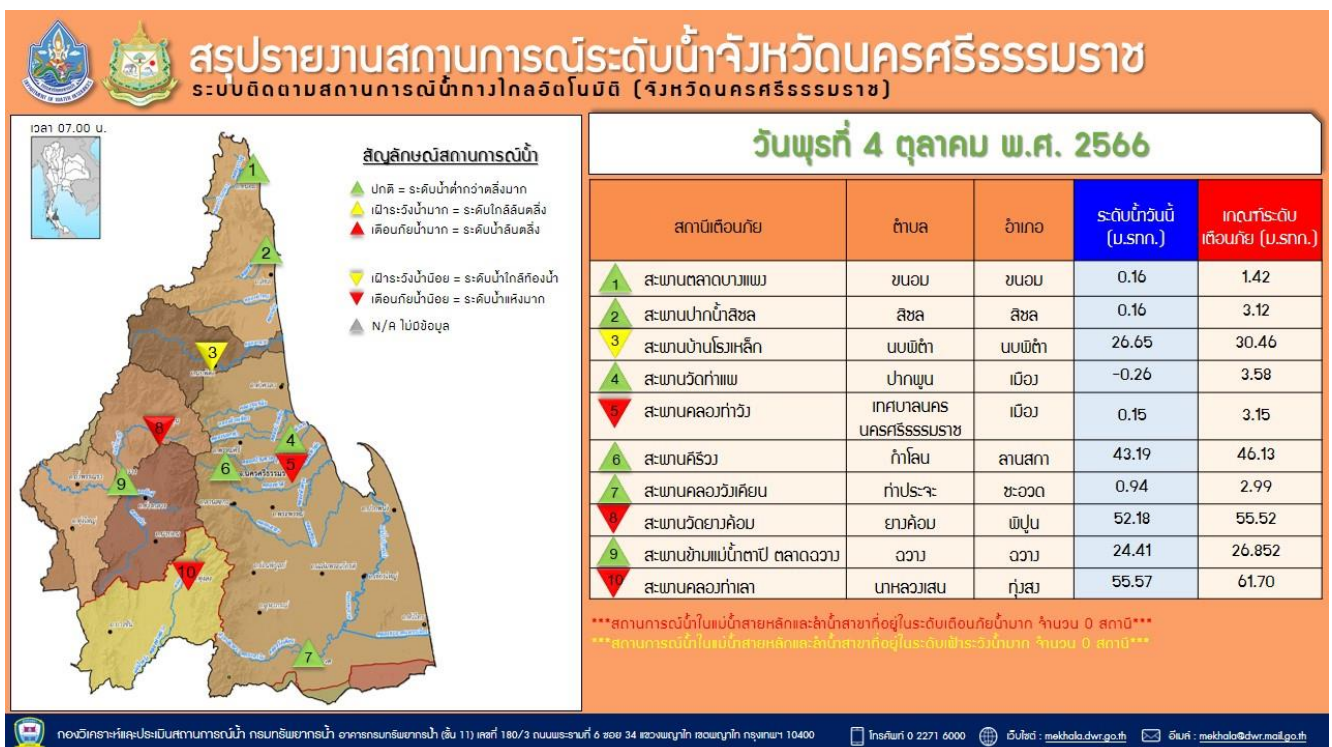 สรุปรายงานสถานการณ์ระดับน้ำจังหวัดนครศรีธรรมราช
ระบบติดตามสถานการณ์น้ำทางไกลอัตโนมัติ (จังหวัดนครศรีธรรมราช)
เวลา 07.00 น.
สัญลักษณ์สถานการณ์น้ำ
ปกติ = ระดับน้ำต่ำกว่าตลิ่งมาก
เฝ้าระวังน้ำมาก = ระดับใกล้ล้นตลิ่ง
เตือนภัยน้ำมาก = ระดับน้ำล้นตลิ่ง
เฝ้าระวังน้ำน้อย = ระดับน้ำใกล้ท้องน้ำ
เตือนภัยน้ำน้อย = ระดับน้ำแห้งมาก
N/A ไม่มีข้อมูล
1
2
3
8
4
5
6
9
10
7
วันพุธที่ 4 ตุลาคม พ.ศ. 2566
สถานีเตือนภัย ตำบล อำเภอ ระดับน้ำวันนี้ (ม.รทก.) เกณฑ์ระดับเตือนภัย (ม.รทก.)
1 สะพานตลาดบางแพง ขนอม ขนอม 0.16 1.42
2 สะพานปากน้ำสิชล สิชล สิชล 0.16 3.12
3 สะพานบ้านโรงเหล็ก นบพิตำ นบพิตำ 26.65 30.46
4 สะพานวัดท่าแพ ปากพูน เมือง -0.26 3.58
5 สะพานคลองท่าวัง เทศบาลนครนครศรีธรรมราช เมือง 0.15 3.15
6 สะพานคีรีวง กำโลน ลานสกา 43.19 46.13
7 สะพานคลองวังเคียน ท่าประจะ ชะอวด 0.94 2.99
8 สะพานวัดยางค้อม ยางค้อม พิปูน 52.18 55.52
9 สะพานข้ามแม่น้ำตาปี ตลาดฉวาง ฉวาง ฉวาง 24.41 26.852
10 สะพานคลองท่าเลา นาหลวงเสน ทุ่งสง 55.57 61.70
***สถานการณ์น้ำในแม่น้ำสายหลักและลำน้ำสาขาที่อยู่ในระดับเตือนภัยน้ำมาก จำนวน 0 สถานี***
***สถานการณ์น้ำในแม่น้ำสายหลักและลำน้ำสาขาที่อยู่ในระดับเฝ้าระวังน้ำมาก จำนวน 0 สถานี***
กองวิเคราะห์และประเมินสถานการณ์น้ำ กรมทรัพยากรน้ำ อาคารกรมทรัพยากรน้ำ (ชั้น 11) เลขที่ 180/3 ถนนพระรามที่ 6 ซอย 34 แขวงพญาไท เขตพญาไท กรุงเทพฯ 10400 โทรศัพท์ 0 2271 6000 เว็บไซต์ : mekhala.dwr.go.th อีเมล์ : mekhala@dwr.mail.go.th